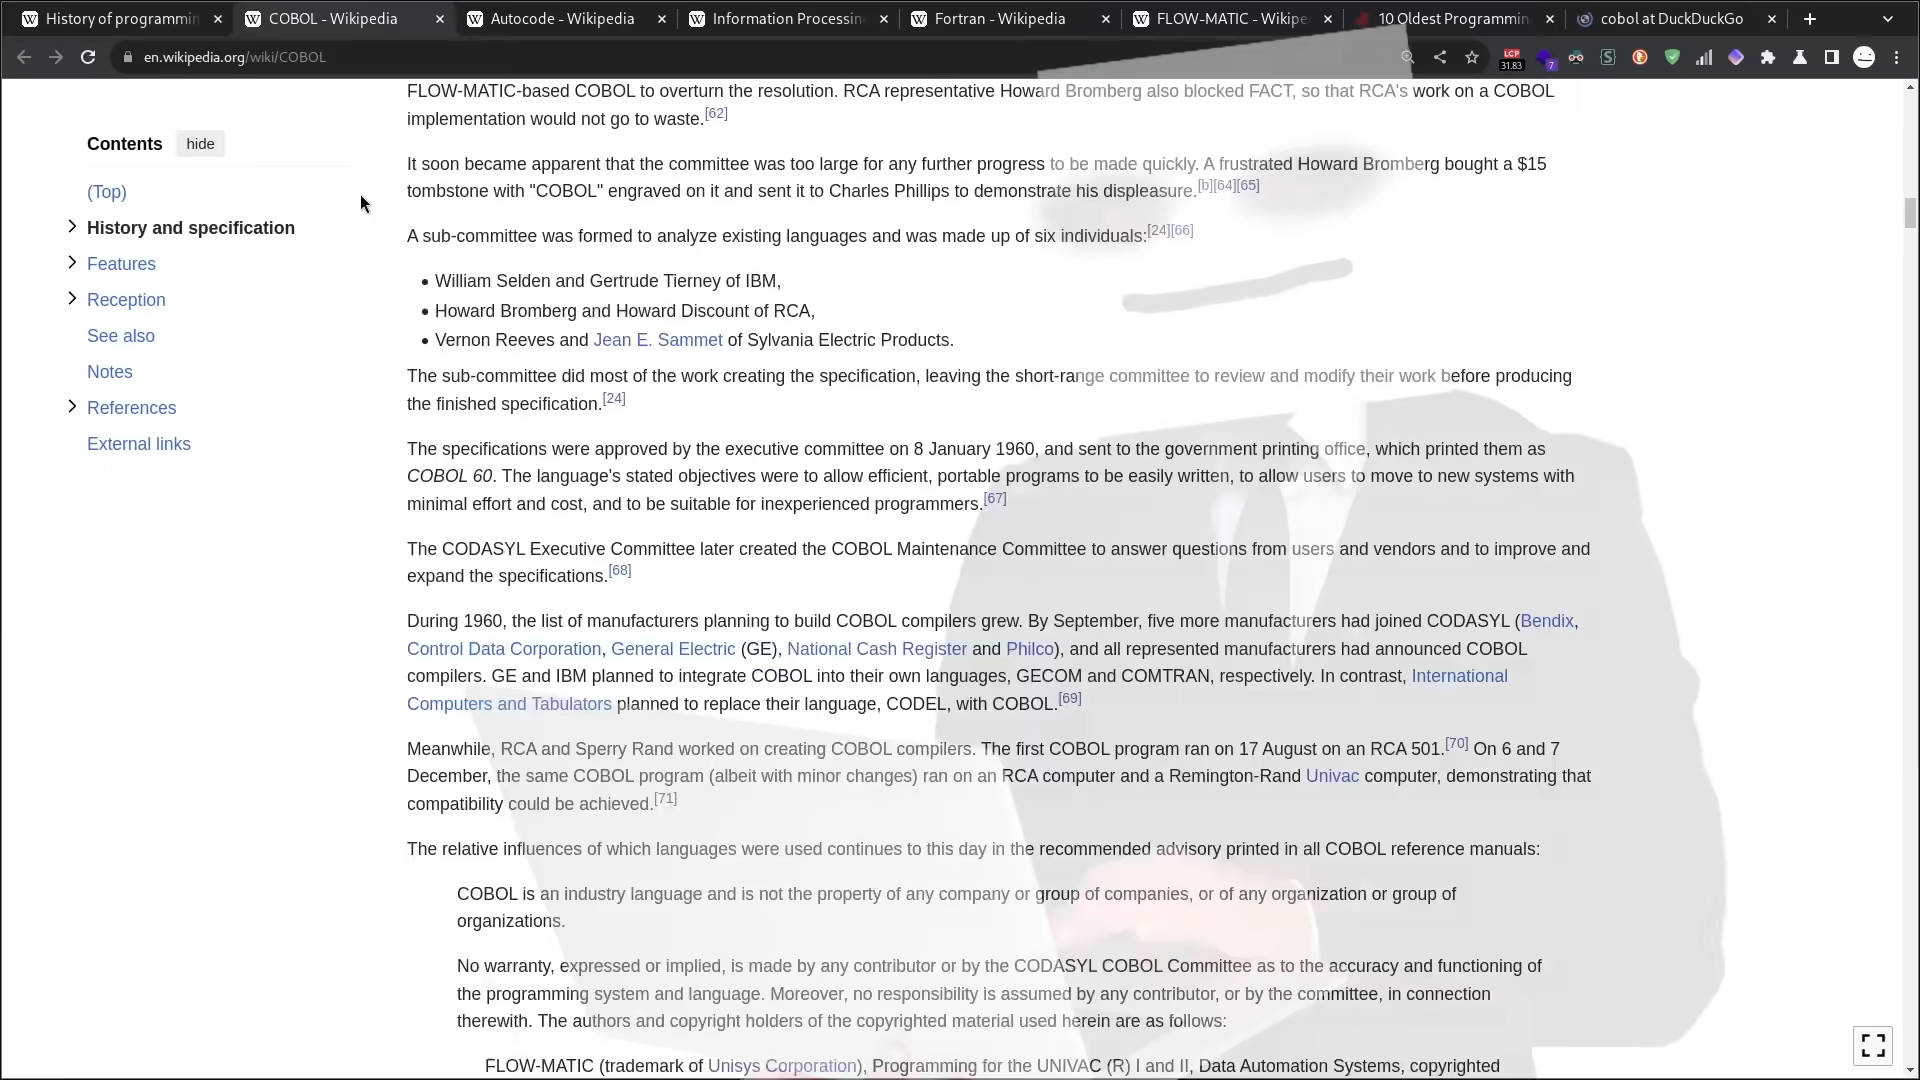 History of programmin
COBOL - Wikipedia
Autocode - Wikipedia
Information Processin
Fortran - Wikipedia
FLOW-MATIC - Wikipe
10 Oldest Programmin
cobol at DuckDuckGo
en.wikipedia.org/wiki/COBOL
LCP
31.83
7
Contents hide
(Top)
History and specification
Features
Reception
See also
Notes
References
External links
FLOW-MATIC-based COBOL to overturn the resolution. RCA representative Howard Bromberg also blocked FACT, so that RCA's work on a COBOL
implementation would not go to waste.[62]
It soon became apparent that the committee was too large for any further progress to be made quickly. A frustrated Howard Bromberg bought a $15
tombstone with "COBOL" engraved on it and sent it to Charles Phillips to demonstrate his displeasure.[b][64][65]
A sub-committee was formed to analyze existing languages and was made up of six individuals:[24][66]
• William Selden and Gertrude Tierney of IBM,
• Howard Bromberg and Howard Discount of RCA,
• Vernon Reeves and Jean E. Sammet of Sylvania Electric Products.
The sub-committee did most of the work creating the specification, leaving the short-range committee to review and modify their work before producing
the finished specification.[24]
The specifications were approved by the executive committee on 8 January 1960, and sent to the government printing office, which printed them as
COBOL 60. The language's stated objectives were to allow efficient, portable programs to be easily written, to allow users to move to new systems with
minimal effort and cost, and to be suitable for inexperienced programmers.[67]
The CODASYL Executive Committee later created the COBOL Maintenance Committee to answer questions from users and vendors and to improve and
expand the specifications.[68]
During 1960, the list of manufacturers planning to build COBOL compilers grew. By September, five more manufacturers had joined CODASYL (Bendix,
Control Data Corporation, General Electric (GE), National Cash Register and Philco), and all represented manufacturers had announced COBOL
compilers. GE and IBM planned to integrate COBOL into their own languages, GECOM and COMTRAN, respectively. In contrast, International
Computers and Tabulators planned to replace their language, CODEL, with COBOL.[69]
Meanwhile, RCA and Sperry Rand worked on creating COBOL compilers. The first COBOL program ran on 17 August on an RCA 501.[70] On 6 and 7
December, the same COBOL program (albeit with minor changes) ran on an RCA computer and a Remington-Rand Univac computer, demonstrating that
compatibility could be achieved.[71]
The relative influences of which languages were used continues to this day in the recommended advisory printed in all COBOL reference manuals:
COBOL is an industry language and is not the property of any company or group of companies, or of any organization or group of
organizations.
No warranty, expressed or implied, is made by any contributor or by the CODASYL COBOL Committee as to the accuracy and functioning of
the programming system and language. Moreover, no responsibility is assumed by any contributor, or by the committee, in connection
therewith. The authors and copyright holders of the copyrighted material used herein are as follows:
FLOW-MATIC (trademark of Unisys Corporation), Programming for the UNIVAC (R) I and II, Data Automation Systems, copyrighted